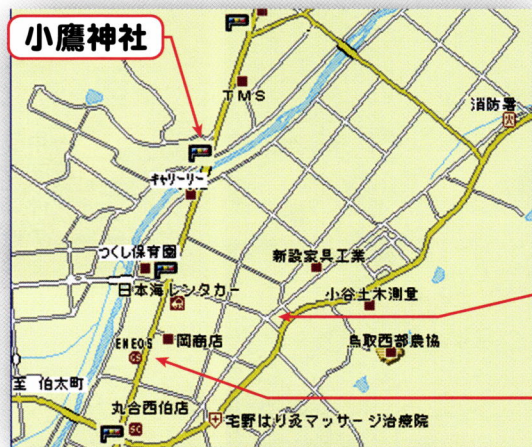 小鷹神社
TMS
消防署
火
キャリーリー
つくし保育園
新設家具工業
日本海レンタカー
小谷土木測量
ENEOS
GS
岡商店
鳥取西部農協
至 伯太町
丸合西伯店
SC
宅野はり灸マッサージ治療院